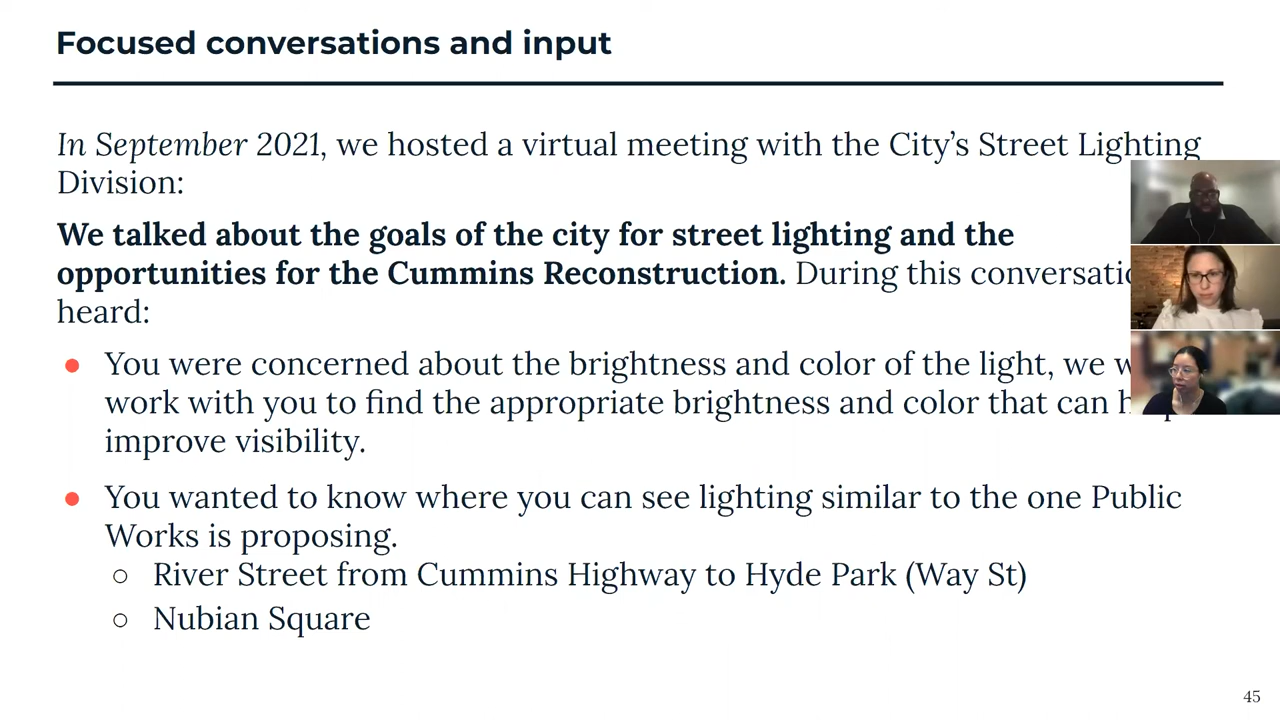 Focused conversations and input
In September 2021, we hosted a virtual meeting with the City’s Street Lighting
Division:
We talked about the goals of the city for street lighting and the
opportunities for the Cummins Reconstruction. During this
heard:
You were concerned about the brightness and color of the light, we
work with you to find the appropriate brightness and color that can
improve visibility.
You wanted to know where you can see lighting similar to the one Public
Works is proposing.
River Street from Cummins Highway to Hyde Park (Way St)
Nubian Square
45